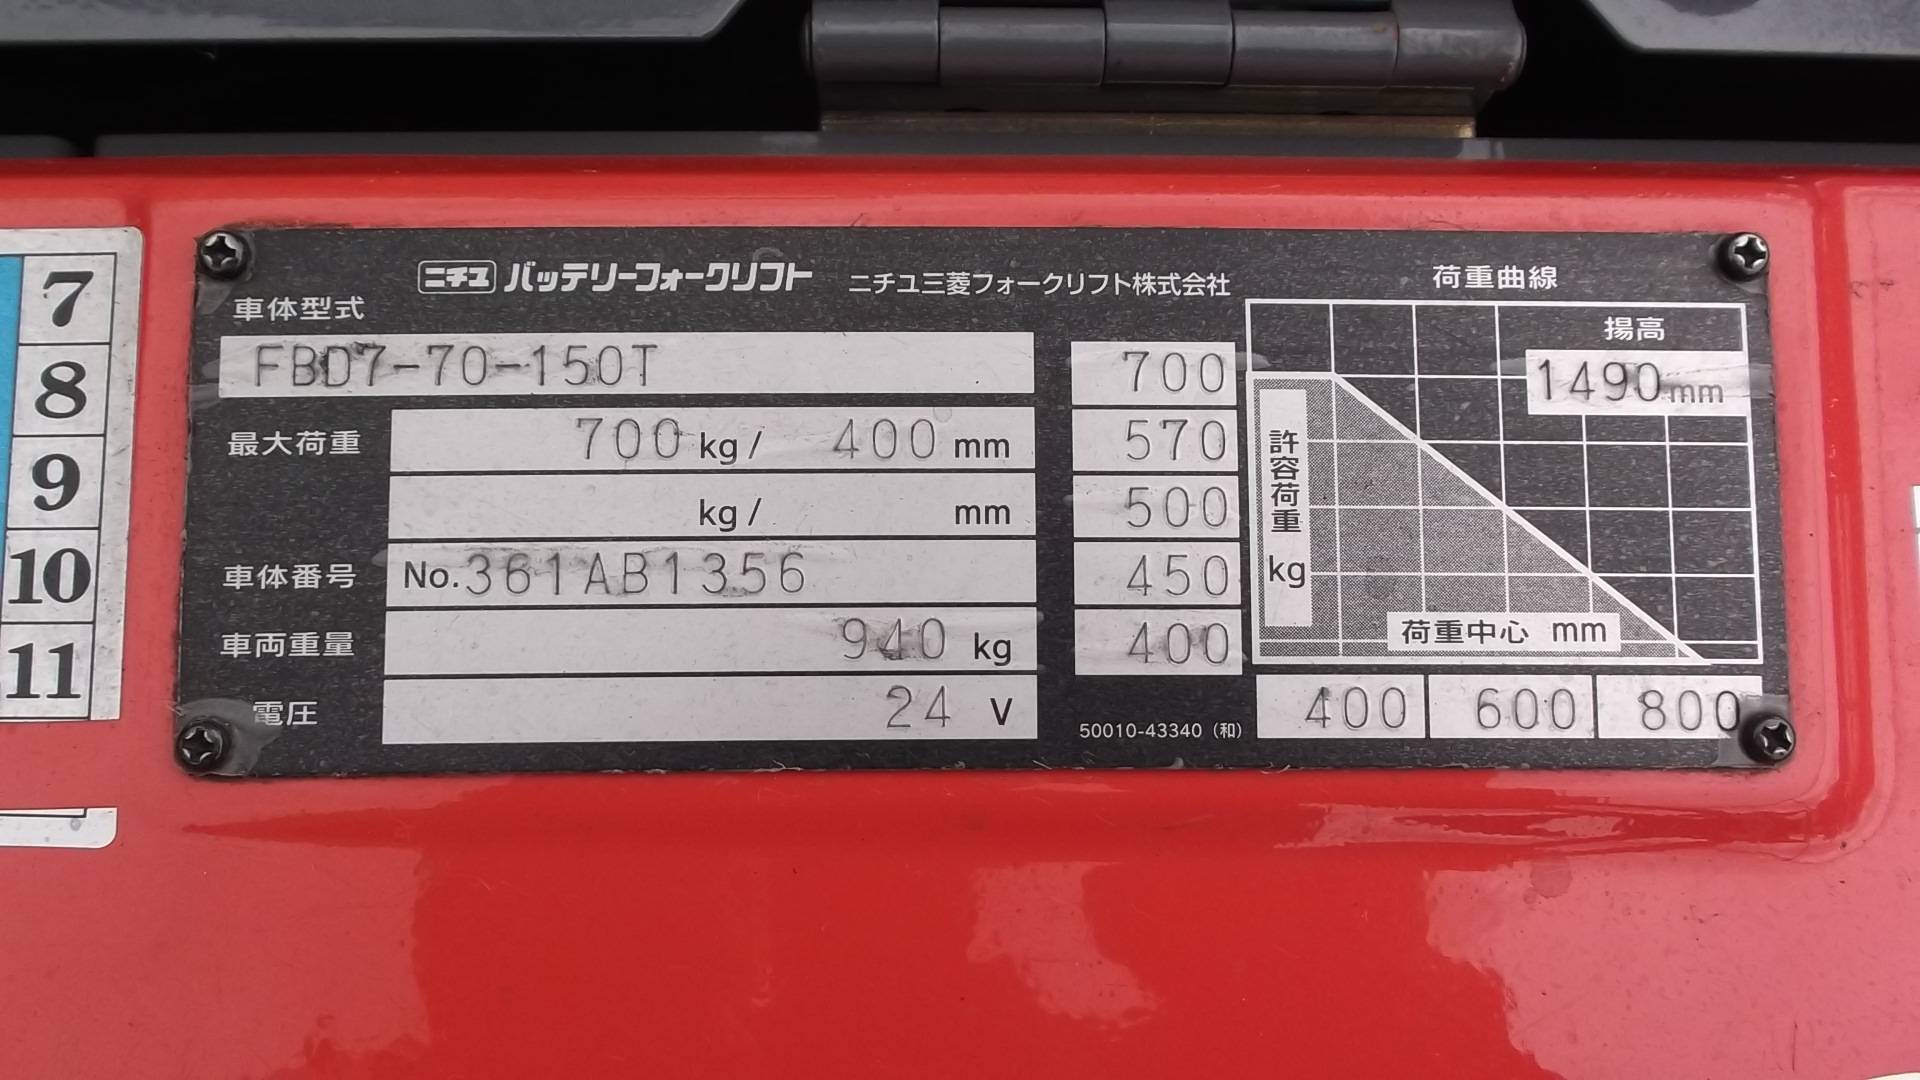 ニチユ バッテリーフォークリフト ニチユ三菱フォークリフト株式会社
車体型式
FBD7-70-150T
最大荷重 700 kg / 400 mm
kg / mm
車体番号 No.361AB1356
車両重量 940 kg
電圧 24 V
荷重曲線
揚高
1490mm
700
570
500
450
400
許容荷重 kg
荷重中心 mm
400 600 800
50010-43340 (和)
7
8
9
10
11